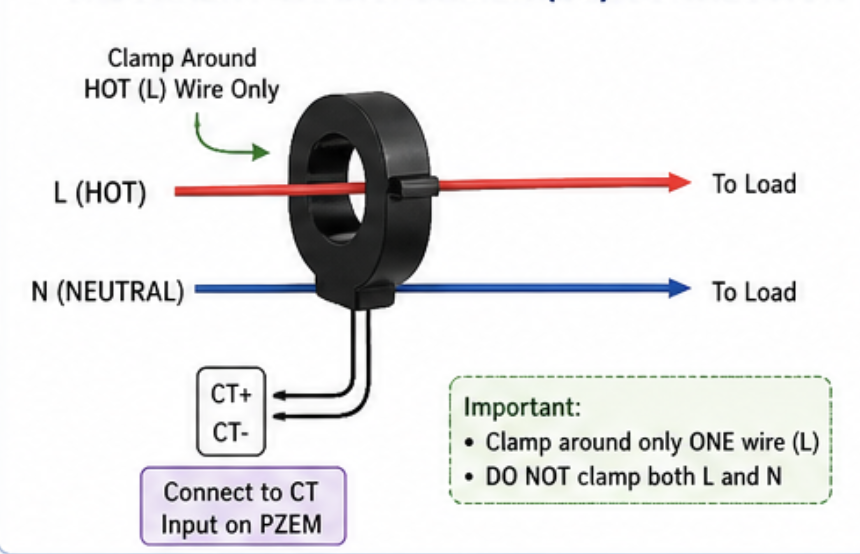 Clamp Around
HOT (L) Wire Only
L (HOT)
To Load
N (NEUTRAL)
To Load
CT+
CT-
Connect to CT
Input on PZEM
Important:
• Clamp around only ONE wire (L)
• DO NOT clamp both L and N